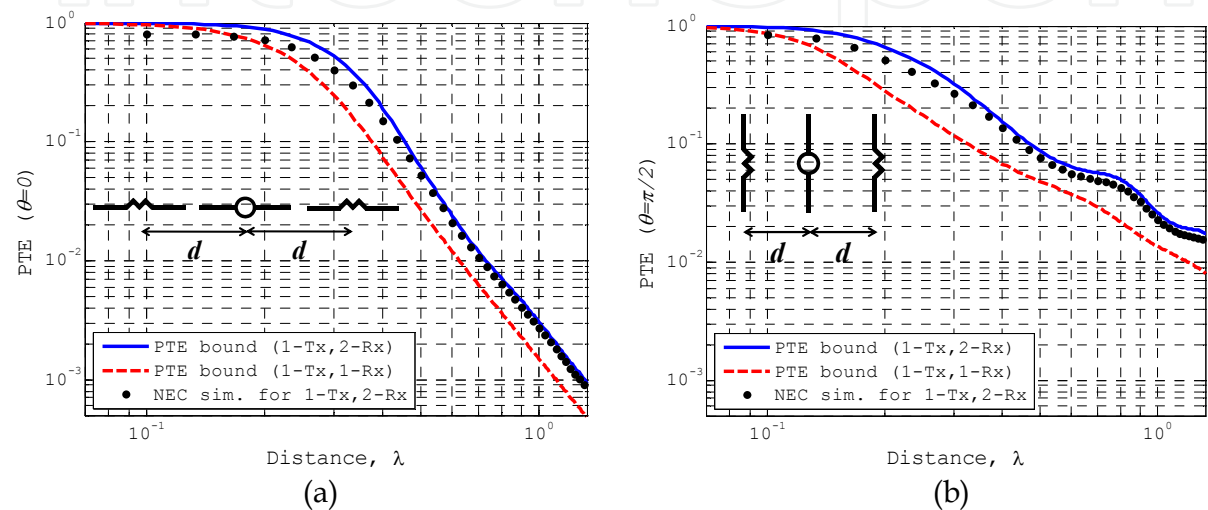 10^0
10^-1
10^-2
10^-3
PTE (θ=0)
d d
PTE bound (1-Tx,2-Rx)
PTE bound (1-Tx,1-Rx)
NEC sim. for 1-Tx,2-Rx
10^-1 10^0
Distance, λ
(a)
10^0
10^-1
10^-2
10^-3
PTE (θ=π/2)
d d
PTE bound (1-Tx,2-Rx)
PTE bound (1-Tx,1-Rx)
NEC sim. for 1-Tx,2-Rx
10^-1 10^0
Distance, λ
(b)